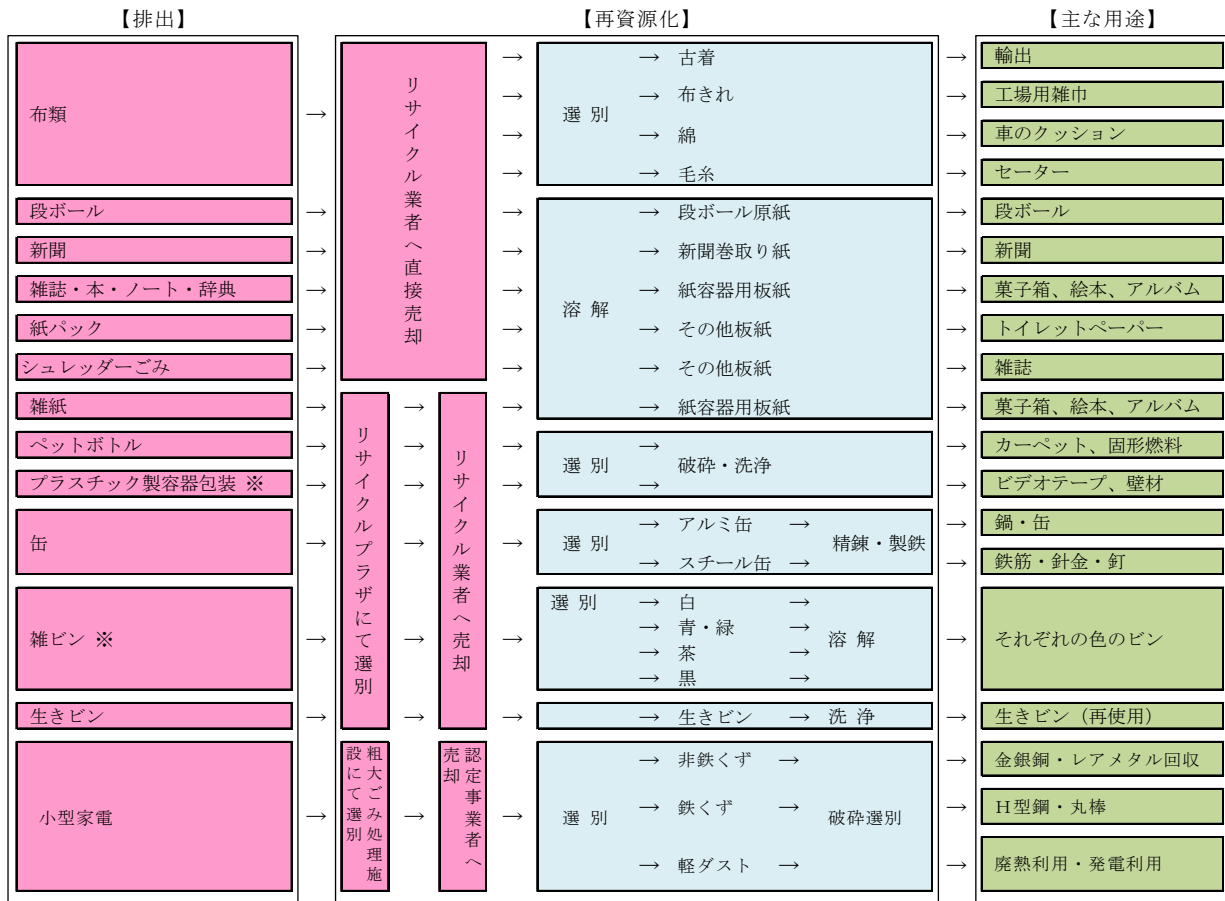 【排出】 【再資源化】 【主な用途】
布類 → リサイクル業者へ直接売却 → 選別 → 古着 → 輸出
→ → 布きれ → 工場用雑巾
→ → 綿 → 車のクッション
→ → 毛糸 → セーター
段ボール → → 溶解 → 段ボール原紙 → 段ボール
新聞 → → → 新聞巻取り紙 → 新聞
雑誌・本・ノート・辞典 → → → 紙容器用板紙 → 菓子箱、絵本、アルバム
紙パック → → → その他板紙 → トイレットペーパー
シュレッダーごみ → → → その他板紙 → 雑誌
雑紙 → リサイクルプラザにて選別 → リサイクル業者へ売却 → → 紙容器用板紙 → 菓子箱、絵本、アルバム
ペットボトル → → → 選別 → 破砕・洗浄 → カーペット、固形燃料
プラスチック製容器包装 ※ → → → → → ビデオテープ、壁材
缶 → → → 選別 → アルミ缶 → 精錬・製鉄 → 鍋・缶
→ スチール缶 → → 鉄筋・針金・釘
雑ビン ※ → → → 選別 → 白 → 溶解 → それぞれの色のビン
→ 青・緑 →
→ 茶 →
→ 黒 →
生きビン → → → → 生きビン → 洗浄 → 生きビン（再使用）
小型家電 → 粗大ごみ処理施設にて選別 → 認定事業者へ売却 → 選別 → 非鉄くず → 破砕選別 → 金銀銅・レアメタル回収
→ 鉄くず → H型鋼・丸棒
→ 軽ダスト → → 廃熱利用・発電利用